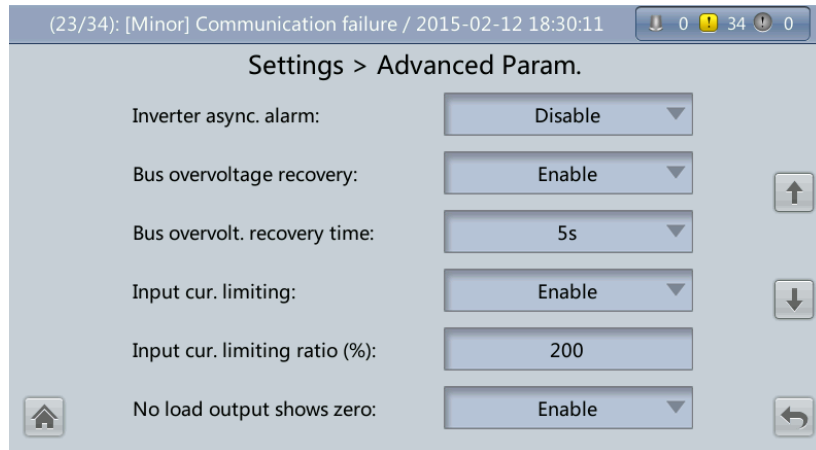 (23/34): [Minor] Communication failure / 2015-02-12 18:30:11 0 34 0
Settings > Advanced Param.
Inverter async. alarm: Disable
Bus overvoltage recovery: Enable
Bus overvolt. recovery time: 5s
Input cur. limiting: Enable
Input cur. limiting ratio (%): 200
No load output shows zero: Enable